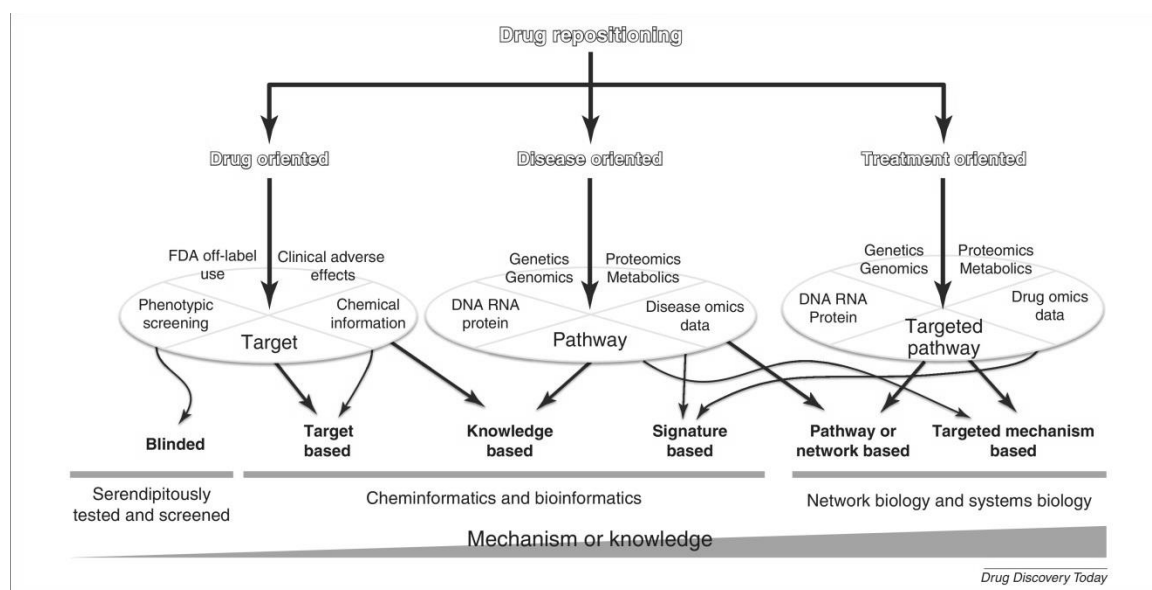 Drug repositioning
Drug oriented
Disease oriented
Treatment oriented
FDA off-label
use
Clinical adverse
effects
Phenotypic
screening
Chemical
information
Target
Genetics
Genomics
Proteomics
Metabolics
DNA RNA
protein
Disease omics
data
Pathway
Genetics
Genomics
Proteomics
Metabolics
DNA RNA
Protein
Drug omics
data
Targeted
pathway
Blinded
Target
based
Knowledge
based
Signature
based
Pathway or
network based
Targeted mechanism
based
Serendipitously
tested and screened
Cheminformatics and bioinformatics
Network biology and systems biology
Mechanism or knowledge
Drug Discovery Today